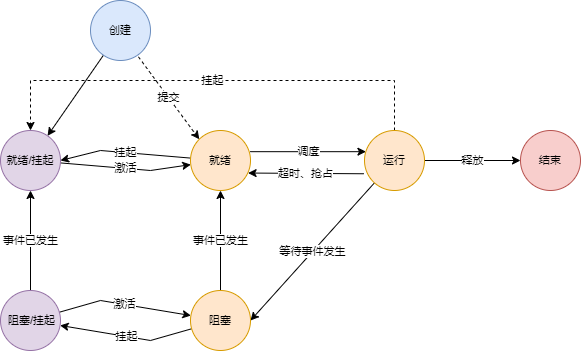 创建
挂起
提交
就绪/挂起
挂起
激活
就绪
调度
超时、抢占
运行
释放
结束
事件已发生
事件已发生
等待事件发生
阻塞/挂起
激活
挂起
阻塞